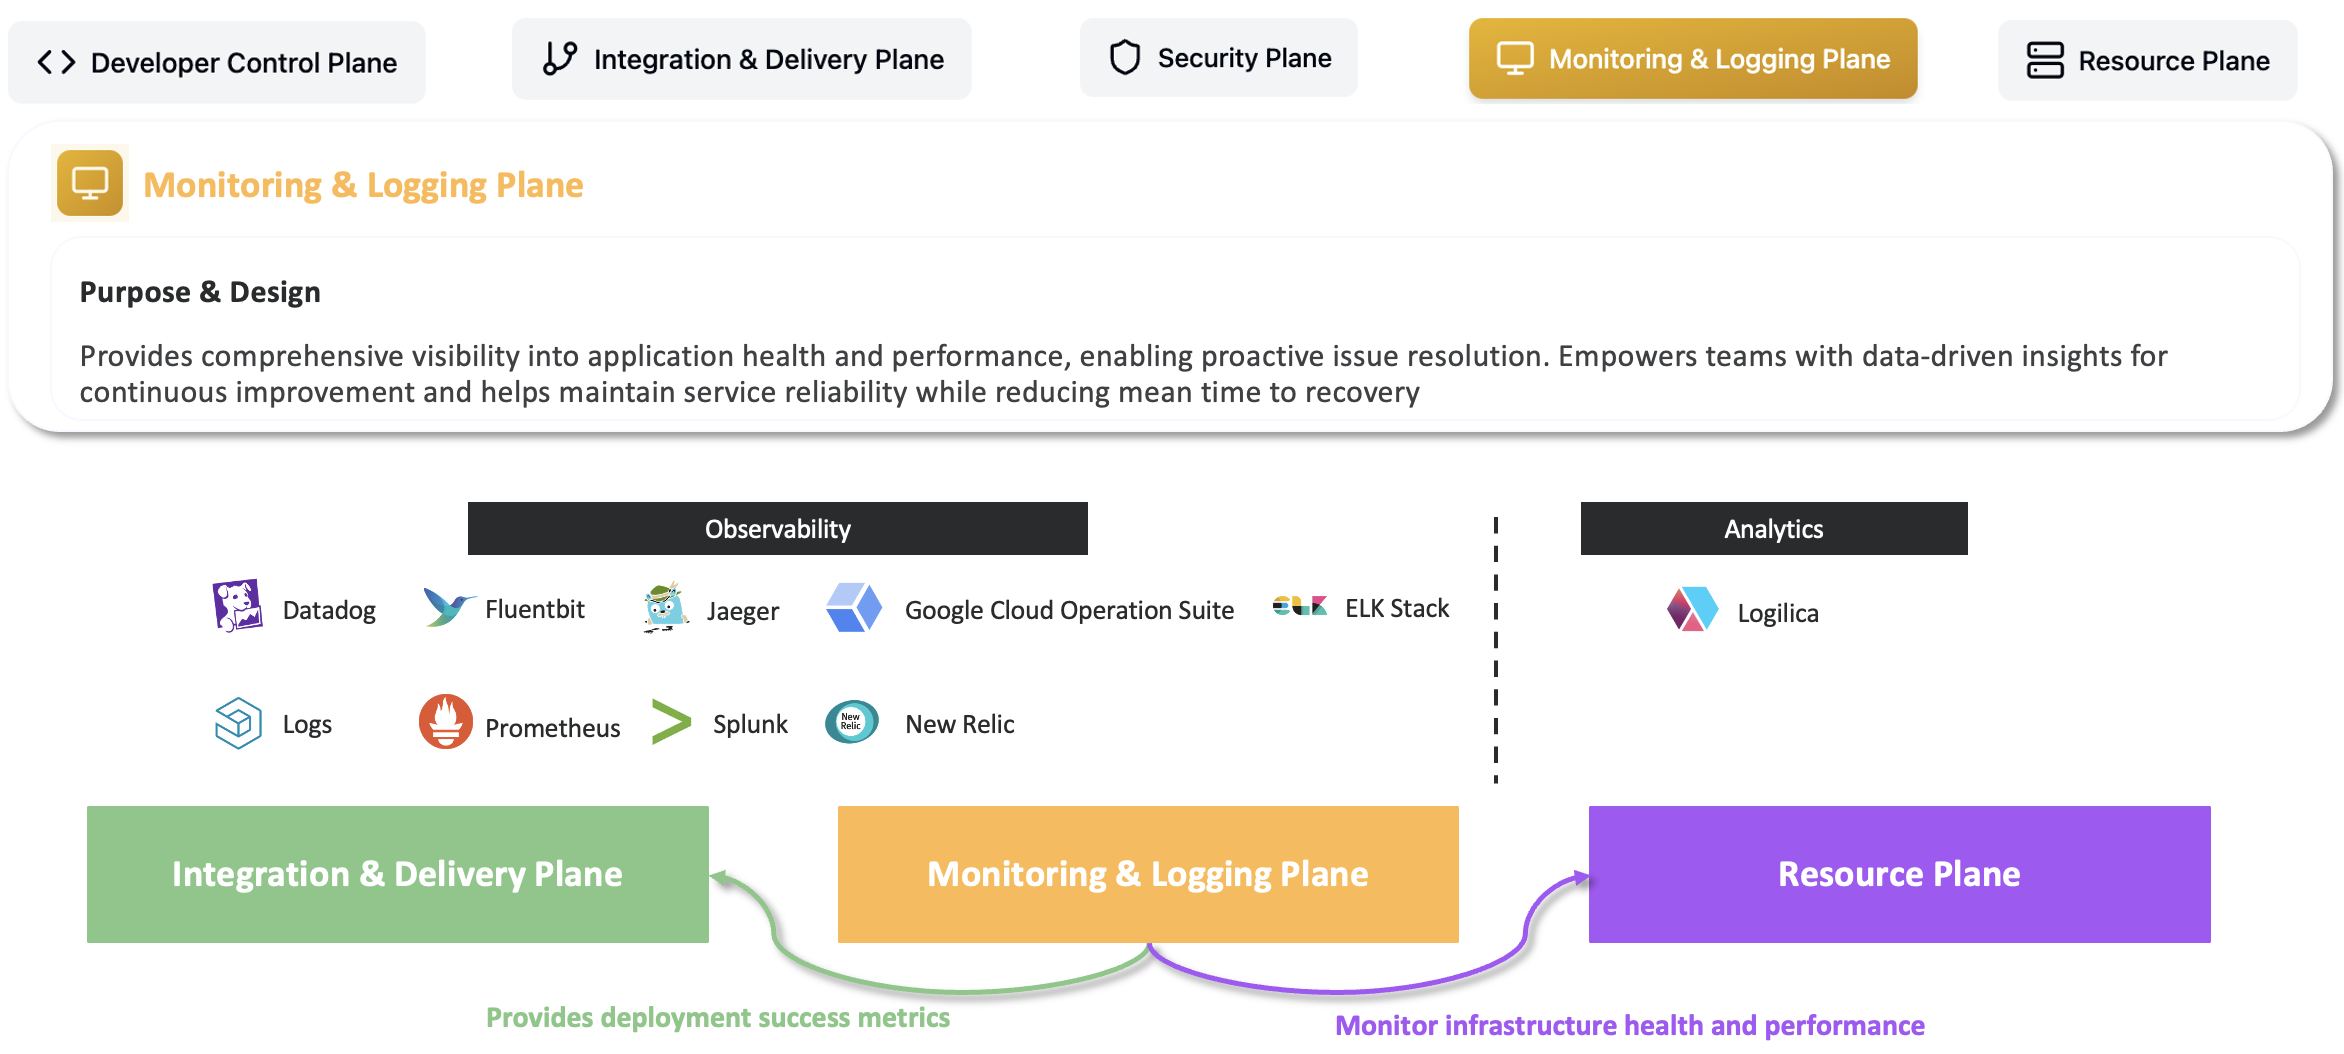 Developer Control Plane
Integration & Delivery Plane
Security Plane
Monitoring & Logging Plane
Resource Plane
Monitoring & Logging Plane
Purpose & Design
Provides comprehensive visibility into application health and performance, enabling proactive issue resolution. Empowers teams with data-driven insights for
continuous improvement and helps maintain service reliability while reducing mean time to recovery
Observability
Analytics
Datadog
Fluentbit
Jaeger
Google Cloud Operation Suite
ELK Stack
Logilica
Logs
Prometheus
Splunk
New
Relic
New Relic
Integration & Delivery Plane
Monitoring & Logging Plane
Resource Plane
Provides deployment success metrics
Monitor infrastructure health and performance